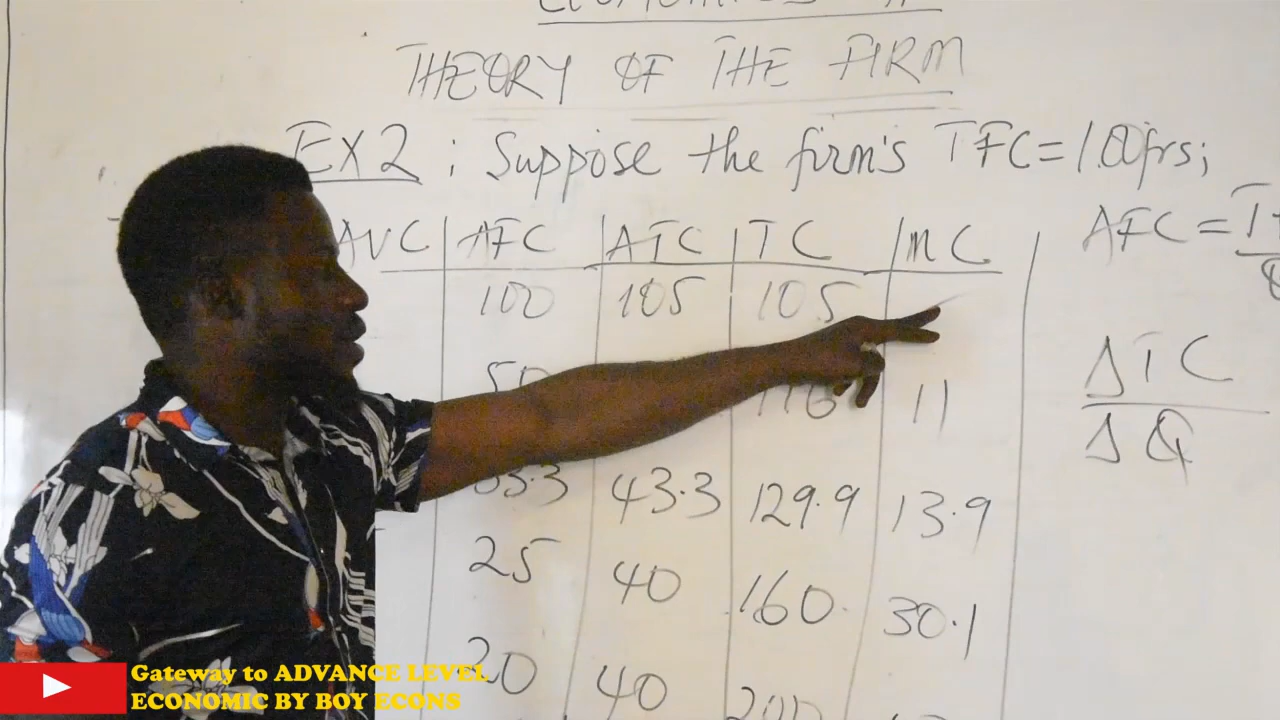 THEORY OF THE FIRM
EX2 : Suppose the firm's TFC = 100frs;
AVC AFC ATC TC MC
100 105 105
11
43.3 129.9 13.9
25 40 160 30.1
20 40
AFC =
ΔTC
ΔQ
Gateway to ADVANCE LEVEL
ECONOMIC BY BOY ECONS